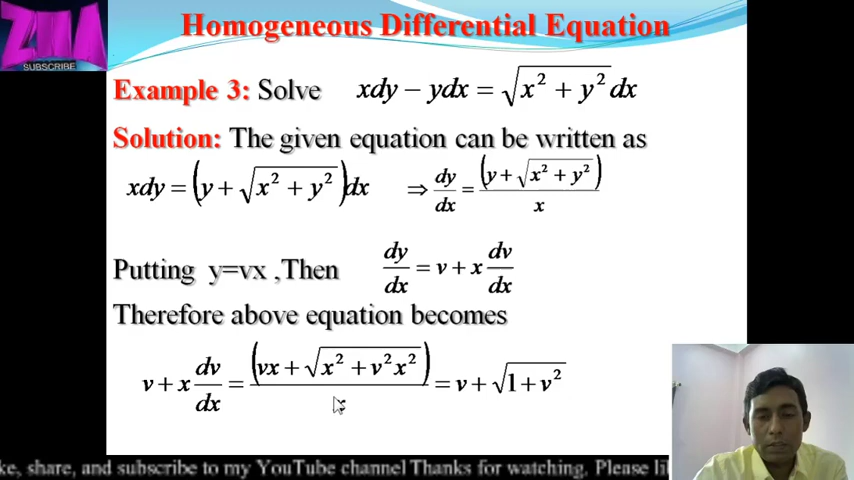 ZIIA
SUBSCRIBE
Homogeneous Differential Equation
Example 3: Solve xdy − ydx = √(x² + y²) dx
Solution: The given equation can be written as
xdy = (y + √(x² + y²))dx ⇒ dy/dx = (y + √(x² + y²))/x
Putting y=vx ,Then dy/dx = v + x dv/dx
Therefore above equation becomes
v + x dv/dx = (vx + √(x² + v²x²))/x = v + √(1 + v²)
ke, share, and subscribe to my YouTube channel Thanks for watching. Please li